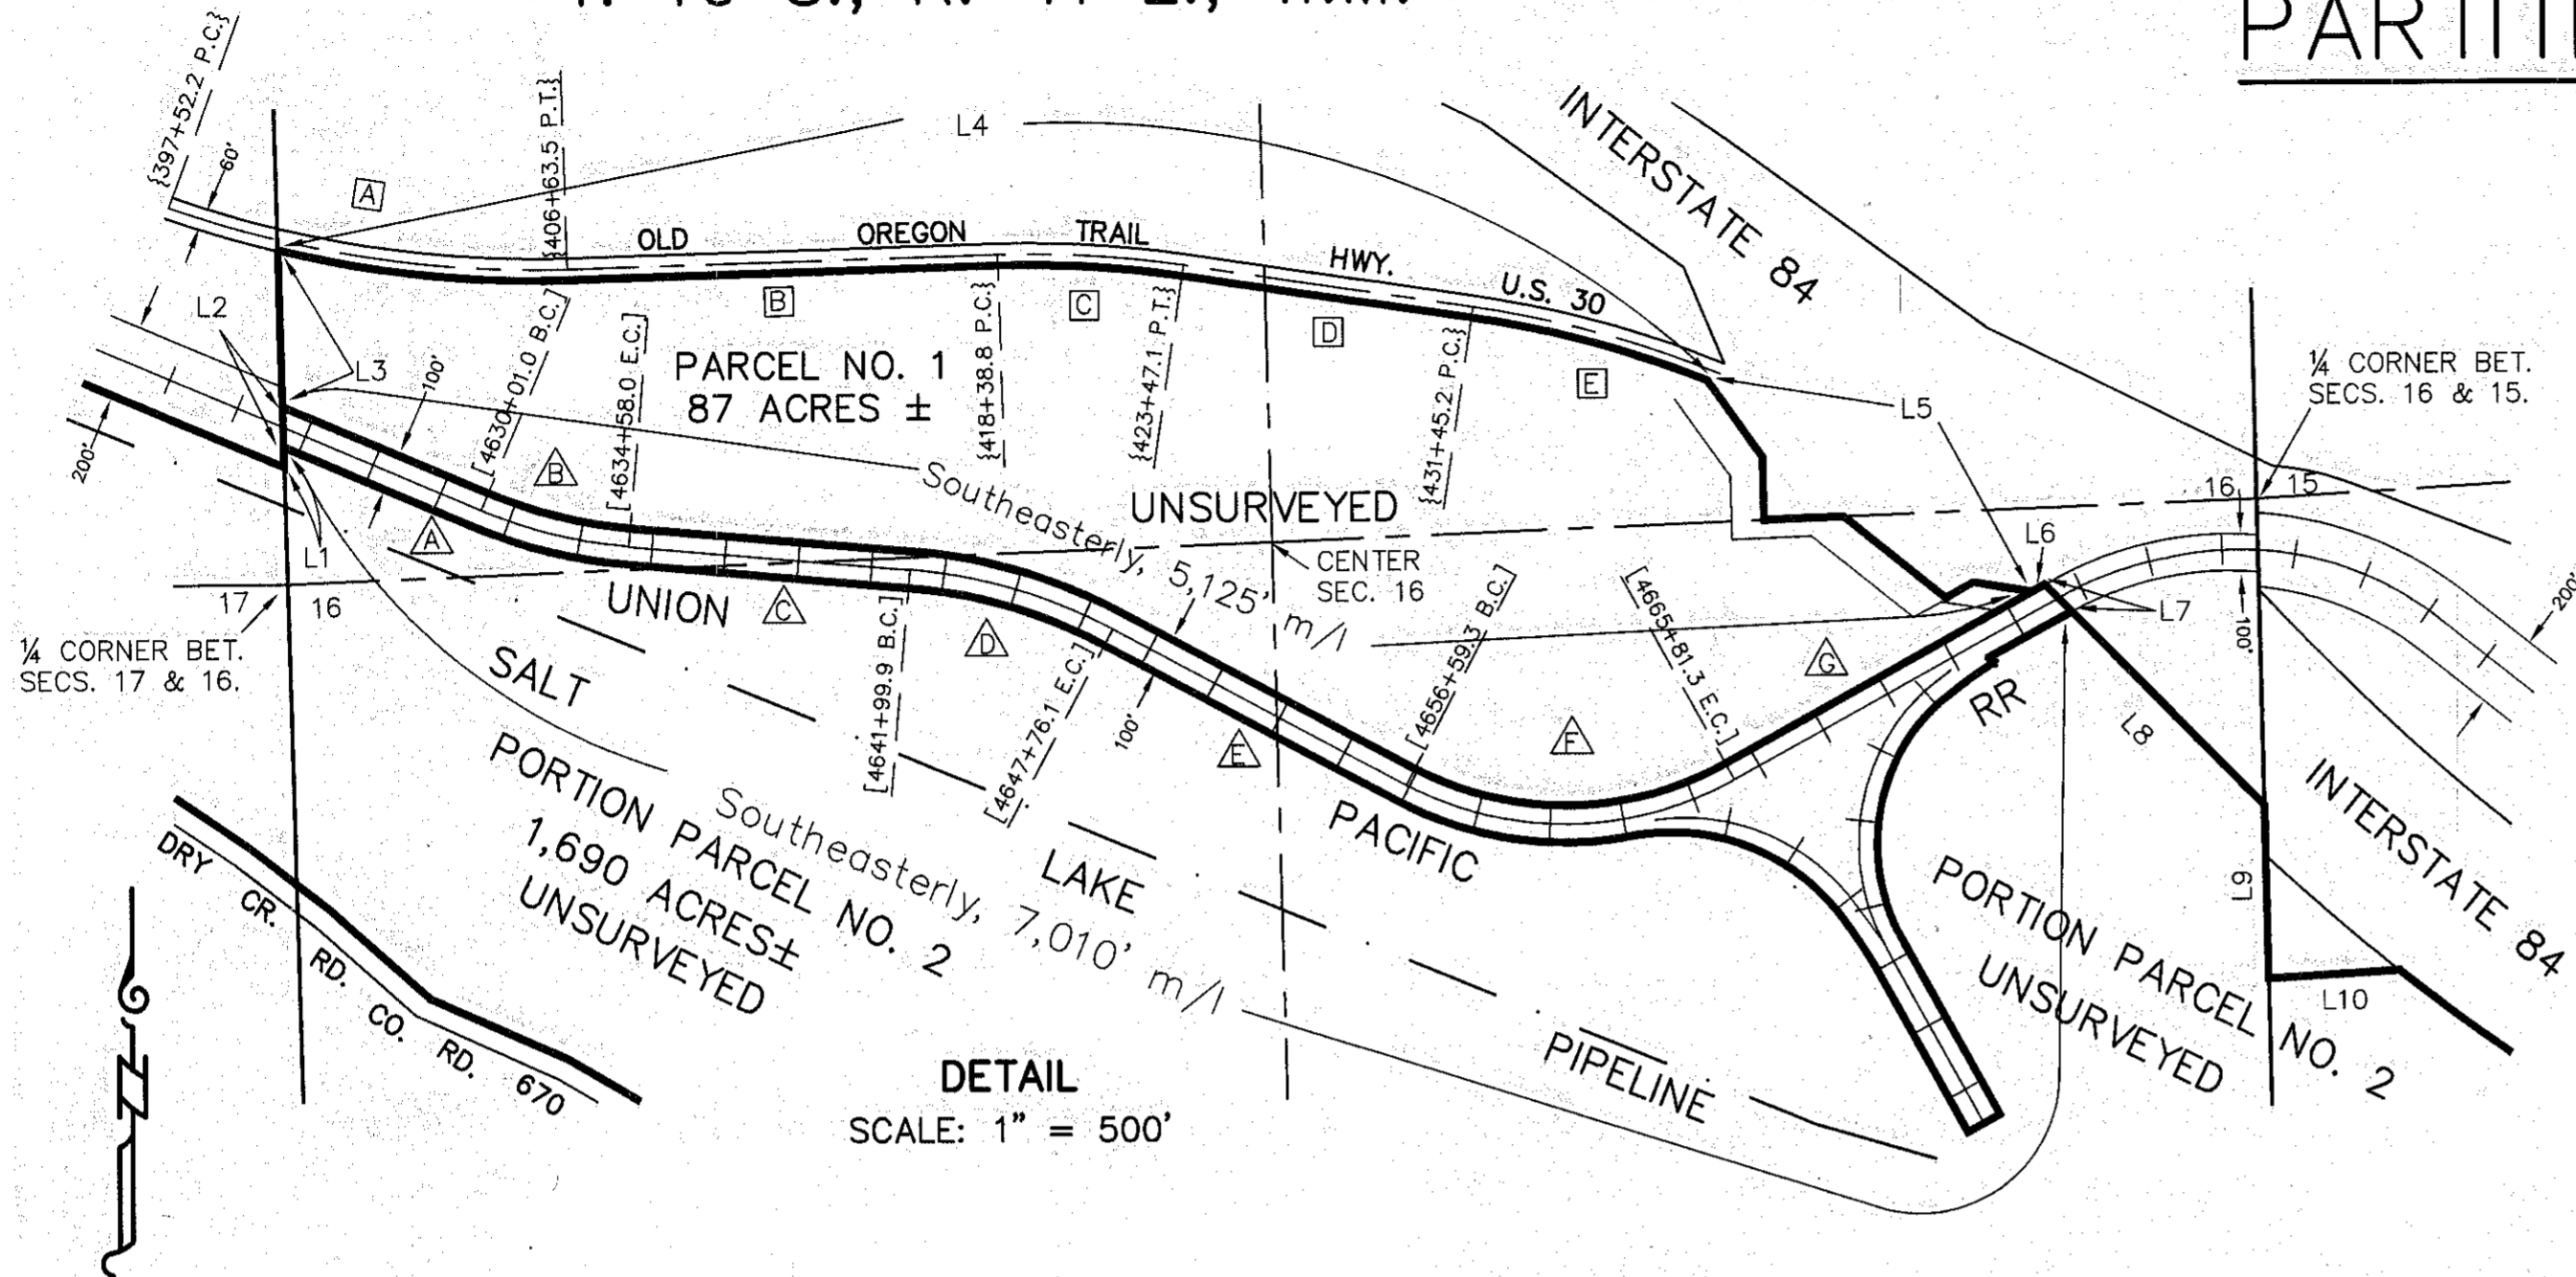 {397+52.2 P.C.}
60'
A
{406+63.5 P.T.}
L4
INTERSTATE 84
OLD OREGON TRAIL HWY. U.S. 30
L2
L3
100'
200'
[4630+01.0 B.C.]
[4634+58.0 E.C.]
B
PARCEL NO. 1
87 ACRES ±
{418+38.8 P.C.}
C
{423+47.1 P.T.}
D
{431+45.2 P.C.}
E
L5
¼ CORNER BET.
SECS. 16 & 15.
16 15
B
A
L1
Southeasterly, 5,125' m/l
UNSURVEYED
CENTER
SEC. 16
L6
L7
100'
200'
17 16
¼ CORNER BET.
SECS. 17 & 16.
UNION PACIFIC RR
C
D
[4641+99.9 B.C.]
[4647+76.1 E.C.]
100'
E
[4656+59.3 B.C.]
[4665+81.3 E.C.]
F
G
L8
L9
L10
INTERSTATE 84
SALT LAKE PIPELINE
PORTION PARCEL NO. 2
1,690 ACRES±
UNSURVEYED
Southeasterly, 7,010' m/l
PORTION PARCEL NO. 2
UNSURVEYED
DRY CR. RD. CO. RD. 670
DETAIL
SCALE: 1" = 500'
N